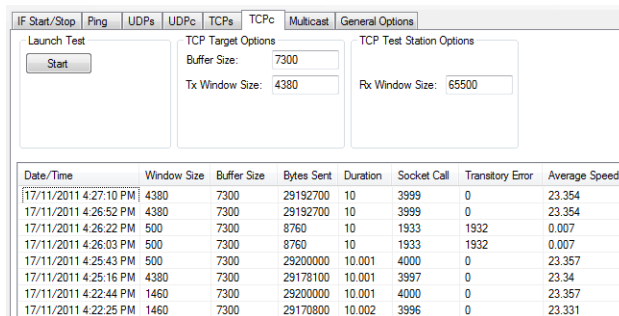 IF Start/Stop Ping UDPs UDPc TCPs TCPc Multicast General Options
Launch Test TCP Target Options TCP Test Station Options
Start Buffer Size: 7300
Tx Window Size: 4380 Rx Window Size: 65500
Date/Time Window Size Buffer Size Bytes Sent Duration Socket Call Transitory Error Average Speed
17/11/2011 4:27:10 PM 4380 7300 29192700 10 3999 0 23.354
17/11/2011 4:26:52 PM 4380 7300 29192700 10 3999 0 23.354
17/11/2011 4:26:22 PM 500 7300 8760 10 1933 1932 0.007
17/11/2011 4:26:03 PM 500 7300 8760 10 1933 1932 0.007
17/11/2011 4:25:43 PM 500 7300 29200000 10.001 4000 0 23.357
17/11/2011 4:25:16 PM 4380 7300 29178100 10.001 3997 0 23.34
17/11/2011 4:22:44 PM 1460 7300 29200000 10.001 4000 0 23.357
17/11/2011 4:22:25 PM 1460 7300 29170800 10.002 3996 0 23.331